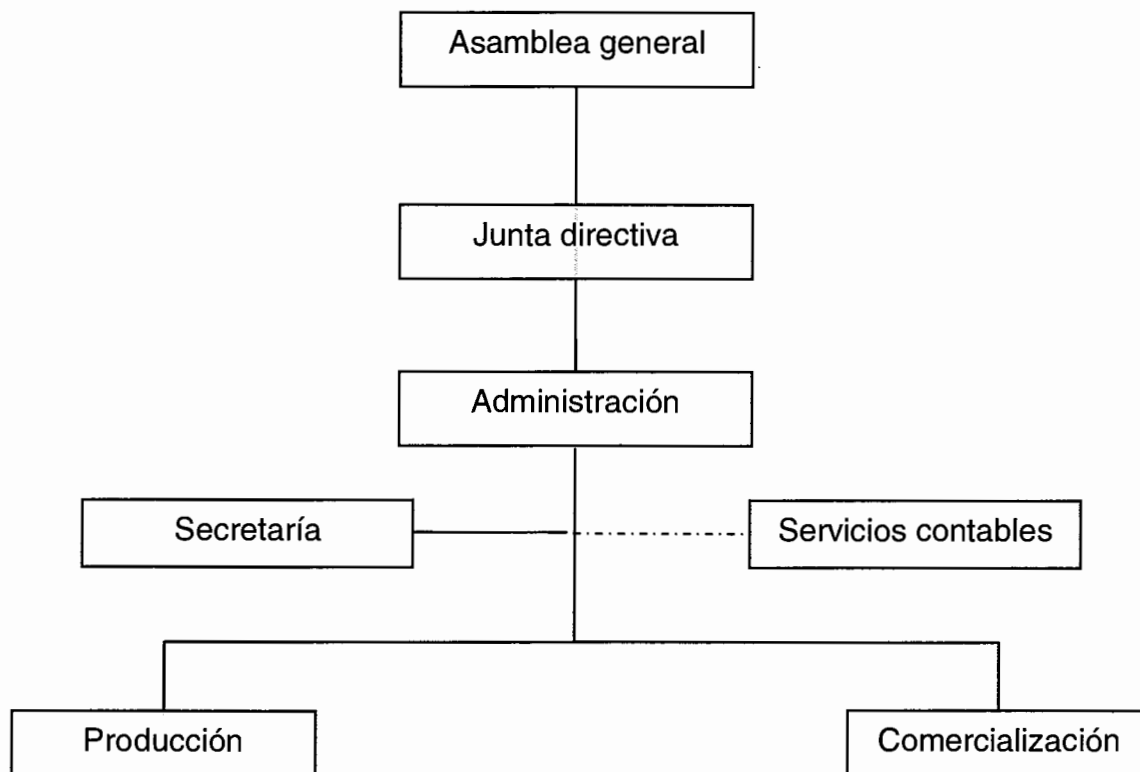 Asamblea general
Junta directiva
Administración
Secretaría
Servicios contables
Producción
Comercialización